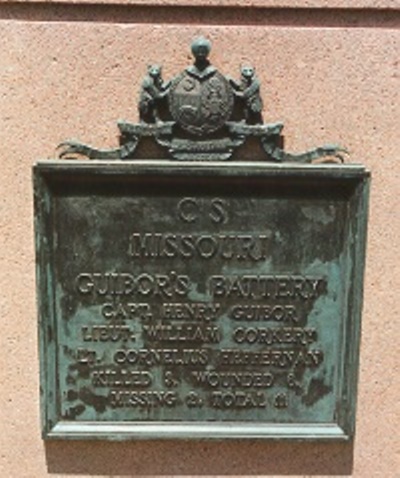 C S
MISSOURI
GUIBOR'S BATTERY
CAPT. HENRY GUIBOR
LIEUT. WILLIAM CORKERY
LT. CORNELIUS HEFFERNAN
KILLED 3, WOUNDED 6,
MISSING 2, TOTAL 11